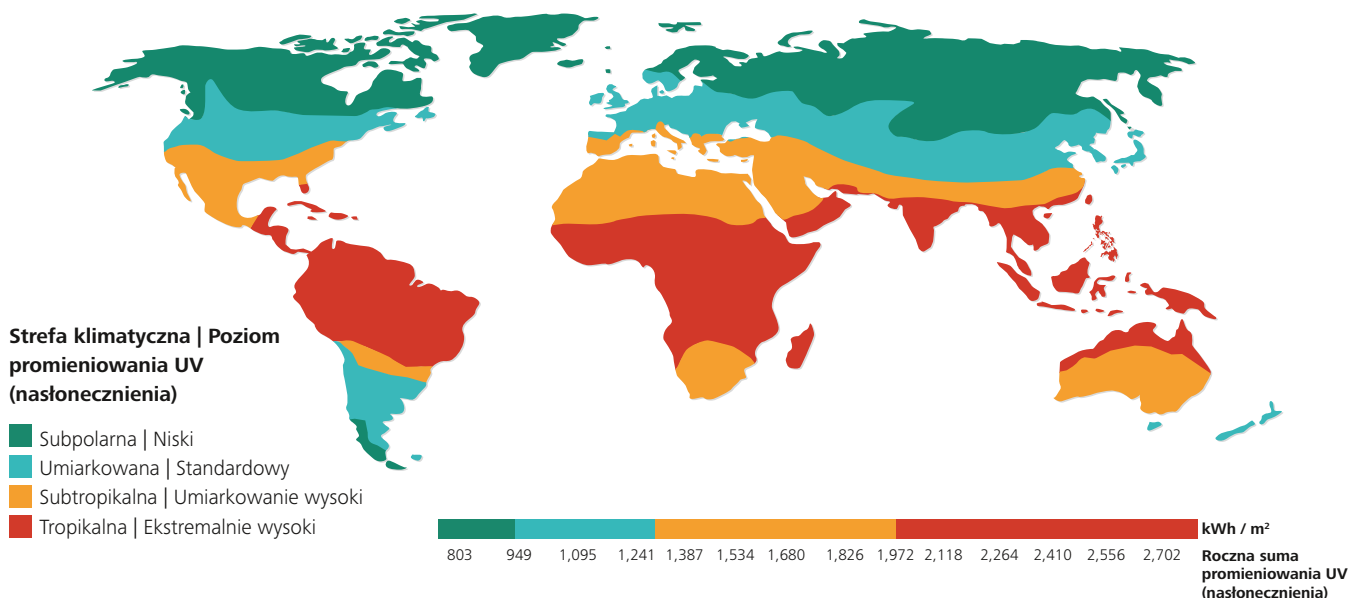 Strefa klimatyczna | Poziom
promieniowania UV
(nasłonecznienia)
Subpolarna | Niski
Umiarkowana | Standardowy
Subtropikalna | Umiarkowanie wysoki
Tropikalna | Ekstremalnie wysoki
kWh / m²
803 949 1,095 1,241 1,387 1,534 1,680 1,826 1,972 2,118 2,264 2,410 2,556 2,702
Roczna suma
promieniowania UV
(nasłonecznienia)